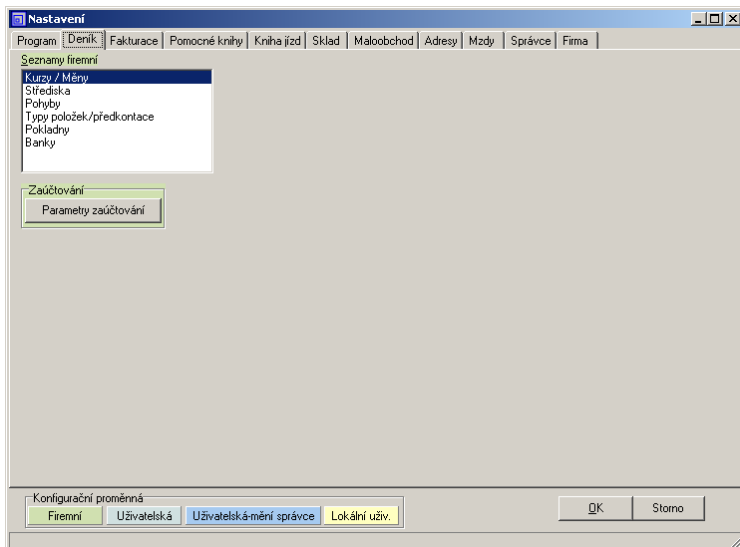 Nastavení
Program Deník Fakturace Pomocné knihy Kniha jízd Sklad Maloobchod Adresy Mzdy Správce Firma
Seznamy firemní
Kurzy / Měny
Střediska
Pohyby
Typy položek/předkontace
Pokladny
Banky
Zaúčtování
Parametry zaúčtování
Konfigurační proměnná
Firemní Uživatelská Uživatelská-mění správce Lokální uživ.
OK Storno